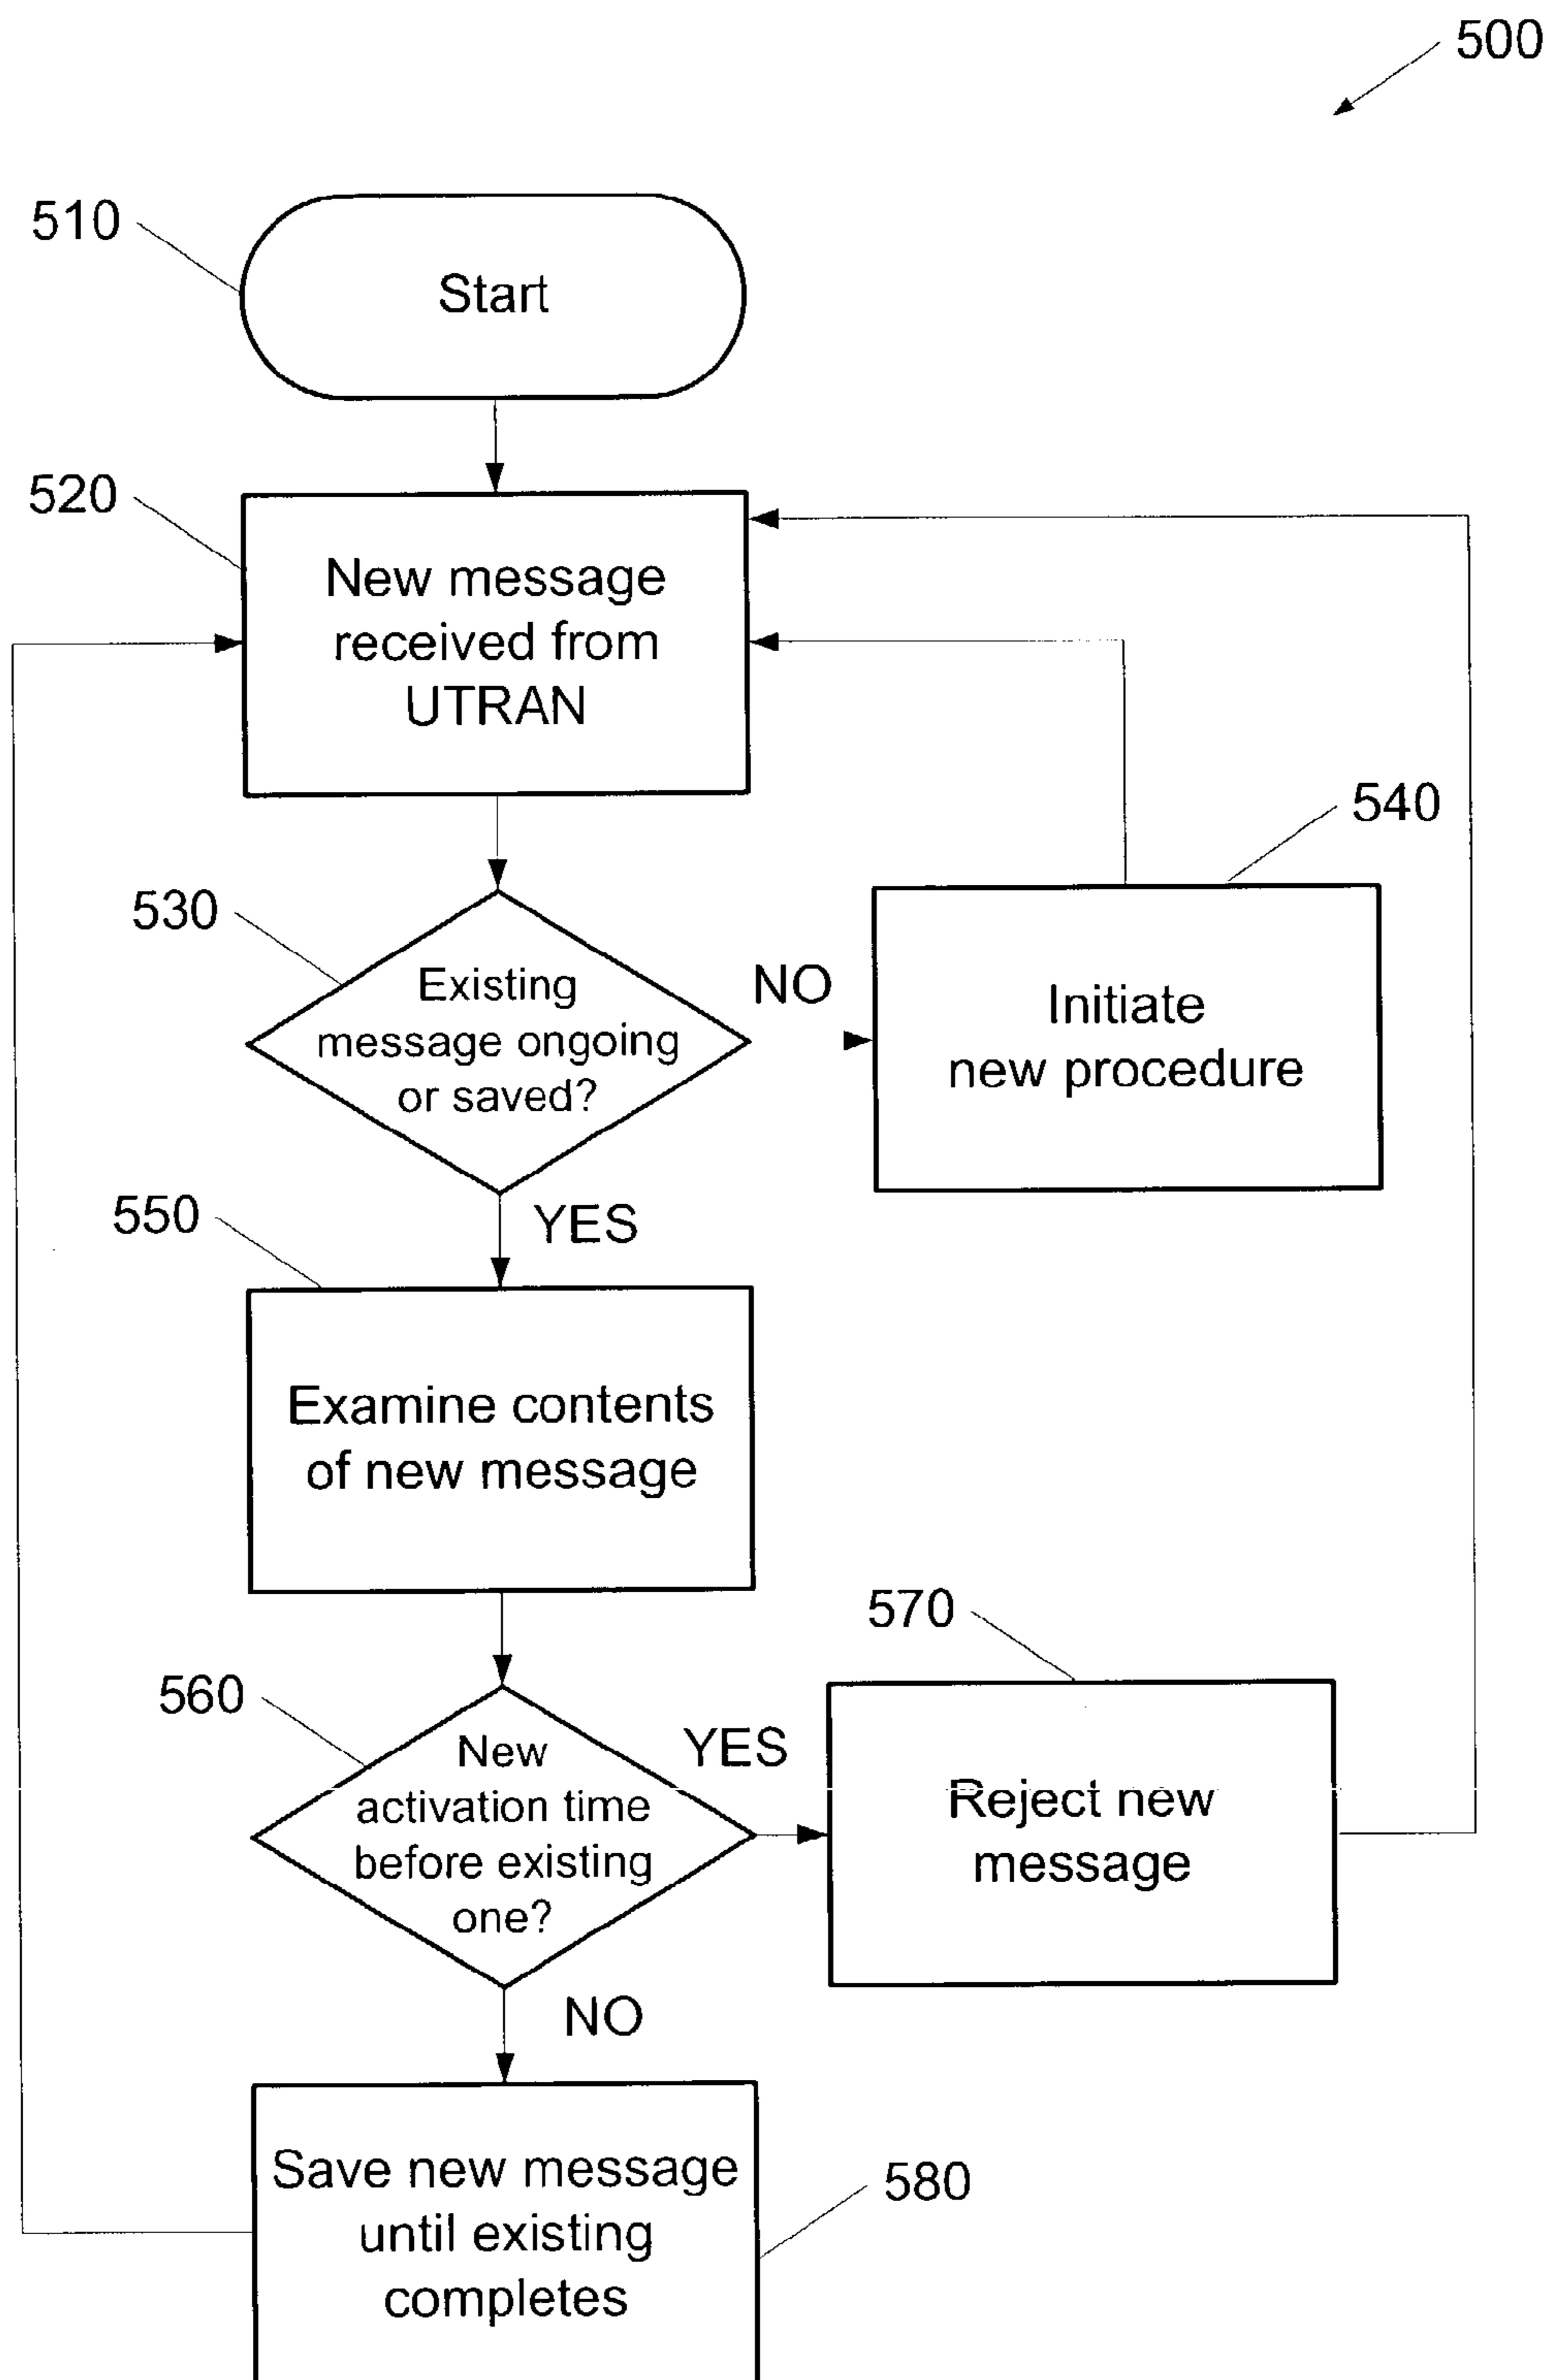 500
510
Start
520
New message
received from
UTRAN
530
Existing
message ongoing
or saved?
NO
540
Initiate
new procedure
YES
550
Examine contents
of new message
560
New
activation time
before existing
one?
YES
570
Reject new
message
NO
Save new message
until existing
completes
580